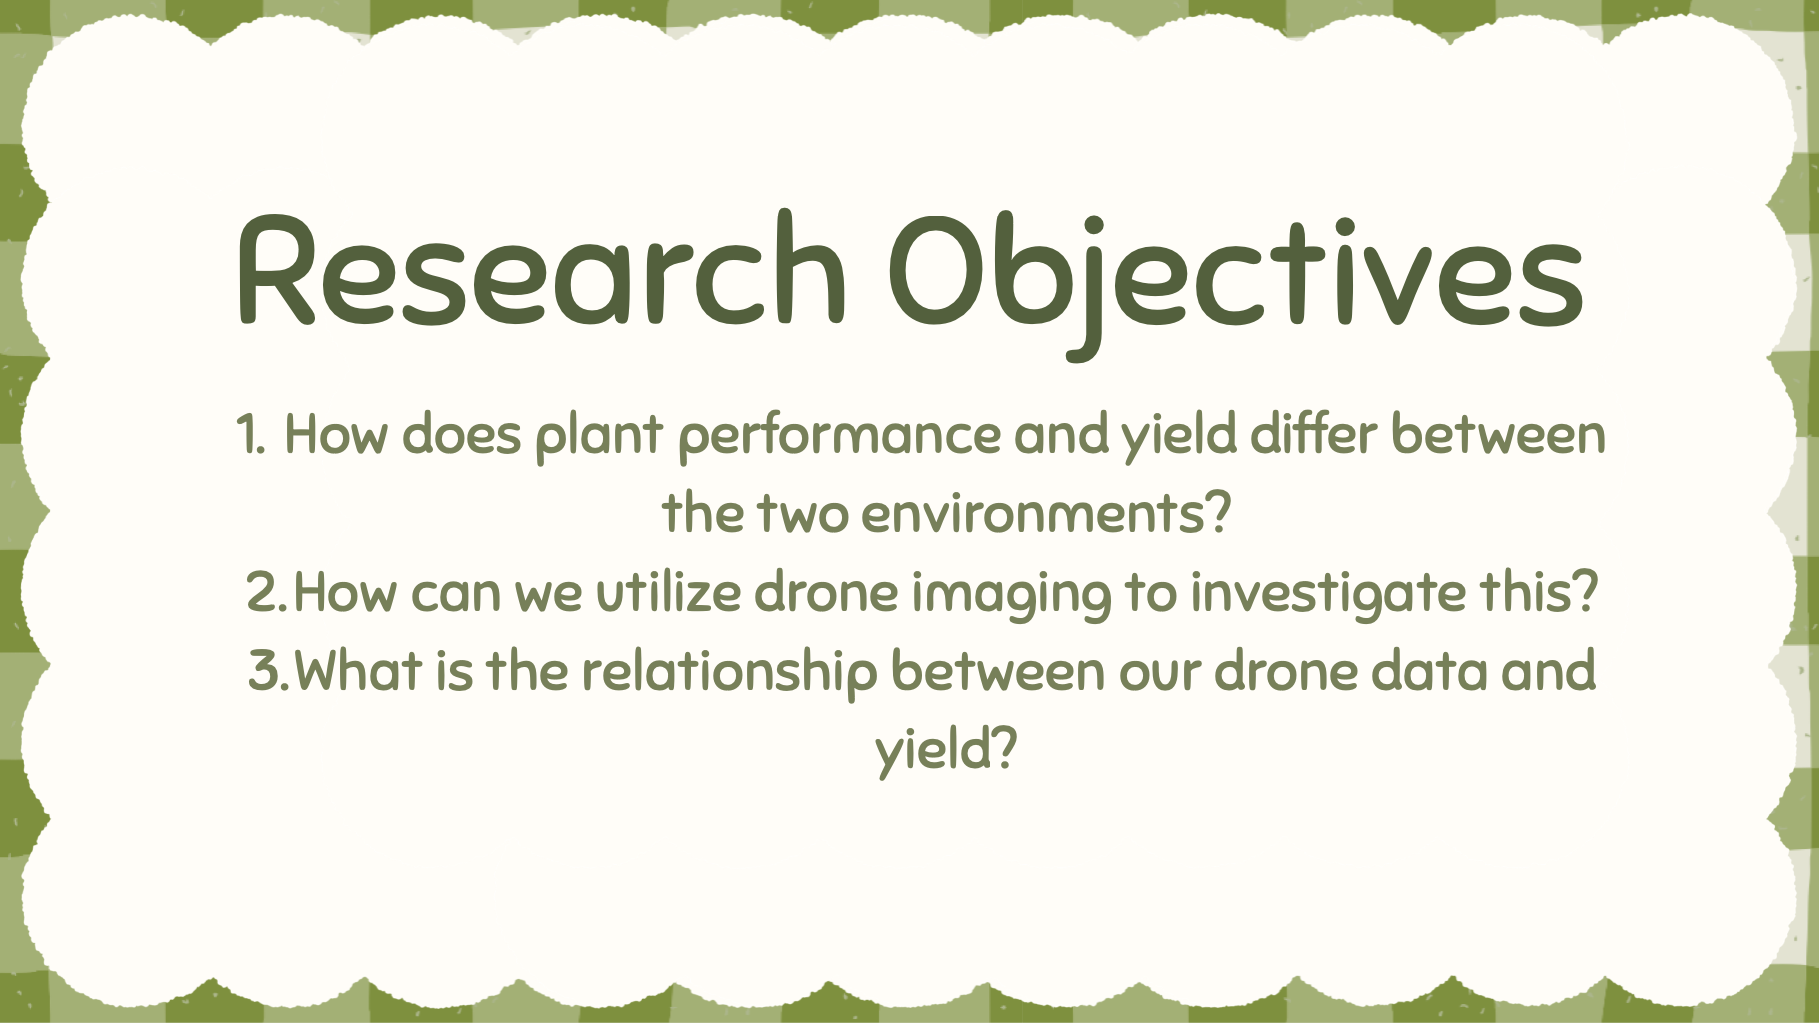 Research Objectives
1. How does plant performance and yield differ between
the two environments?
2.How can we utilize drone imaging to investigate this?
3.What is the relationship between our drone data and
yield?